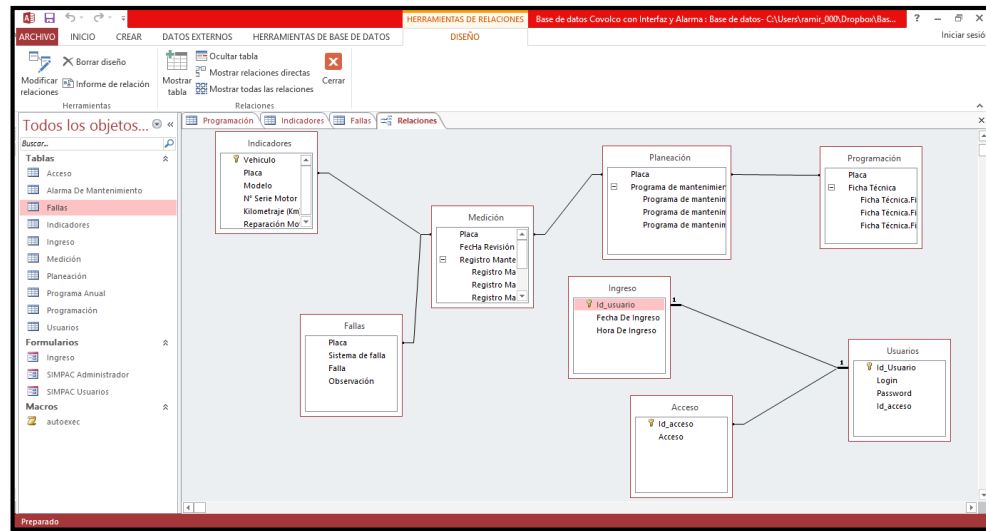 HERRAMIENTAS DE RELACIONES
Base de datos Covolco con Interfaz y Alarma : Base de datos- C:\Users\ramir_000\Dropbox\Bas...
ARCHIVO INICIO CREAR DATOS EXTERNOS HERRAMIENTAS DE BASE DE DATOS DISEÑO Iniciar sesió
Modificar relaciones
Borrar diseño
Informe de relación
Herramientas
Mostrar tabla
Ocultar tabla
Mostrar relaciones directas
Mostrar todas las relaciones
Relaciones
Cerrar
Todos los objetos...
Buscar...
Tablas
Acceso
Alarma De Mantenimiento
Fallas
Indicadores
Ingreso
Medición
Planeación
Programa Anual
Programación
Usuarios
Formularios
Ingreso
SIMPAC Administrador
SIMPAC Usuarios
Macros
autoexec
Programación Indicadores Fallas Relaciones
Indicadores
Vehiculo
Placa
Modelo
N° Serie Motor
Kilometraje (Km
Reparación Mo
Medición
Placa
FecHa Revisión
Registro Mante
Registro Ma
Registro Ma
Registro Ma
Planeación
Placa
Programa de mantenimier
Programa de mantenin
Programa de mantenin
Programa de mantenin
Programación
Placa
Ficha Técnica
Ficha Técnica.Fi
Ficha Técnica.Fi
Ficha Técnica.Fi
Fallas
Placa
Sistema de falla
Falla
Observación
Ingreso
Id_usuario
Fecha De Ingreso
Hora De Ingreso
1
1
Usuarios
Id_Usuario
Login
Password
Id_acceso
Acceso
Id_acceso
Acceso
Preparado